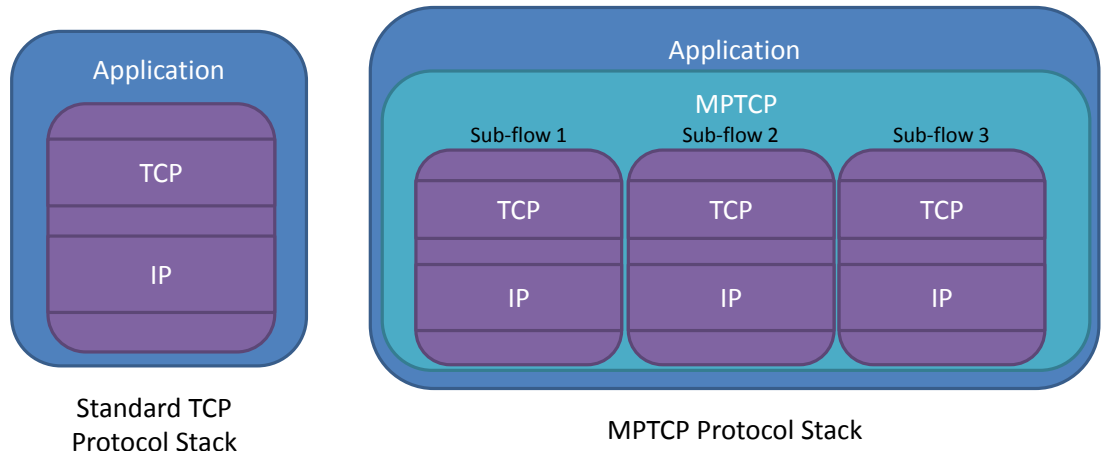 Application
TCP
IP
Standard TCP
Protocol Stack
Application
MPTCP
Sub-flow 1 Sub-flow 2 Sub-flow 3
TCP TCP TCP
IP IP IP
MPTCP Protocol Stack